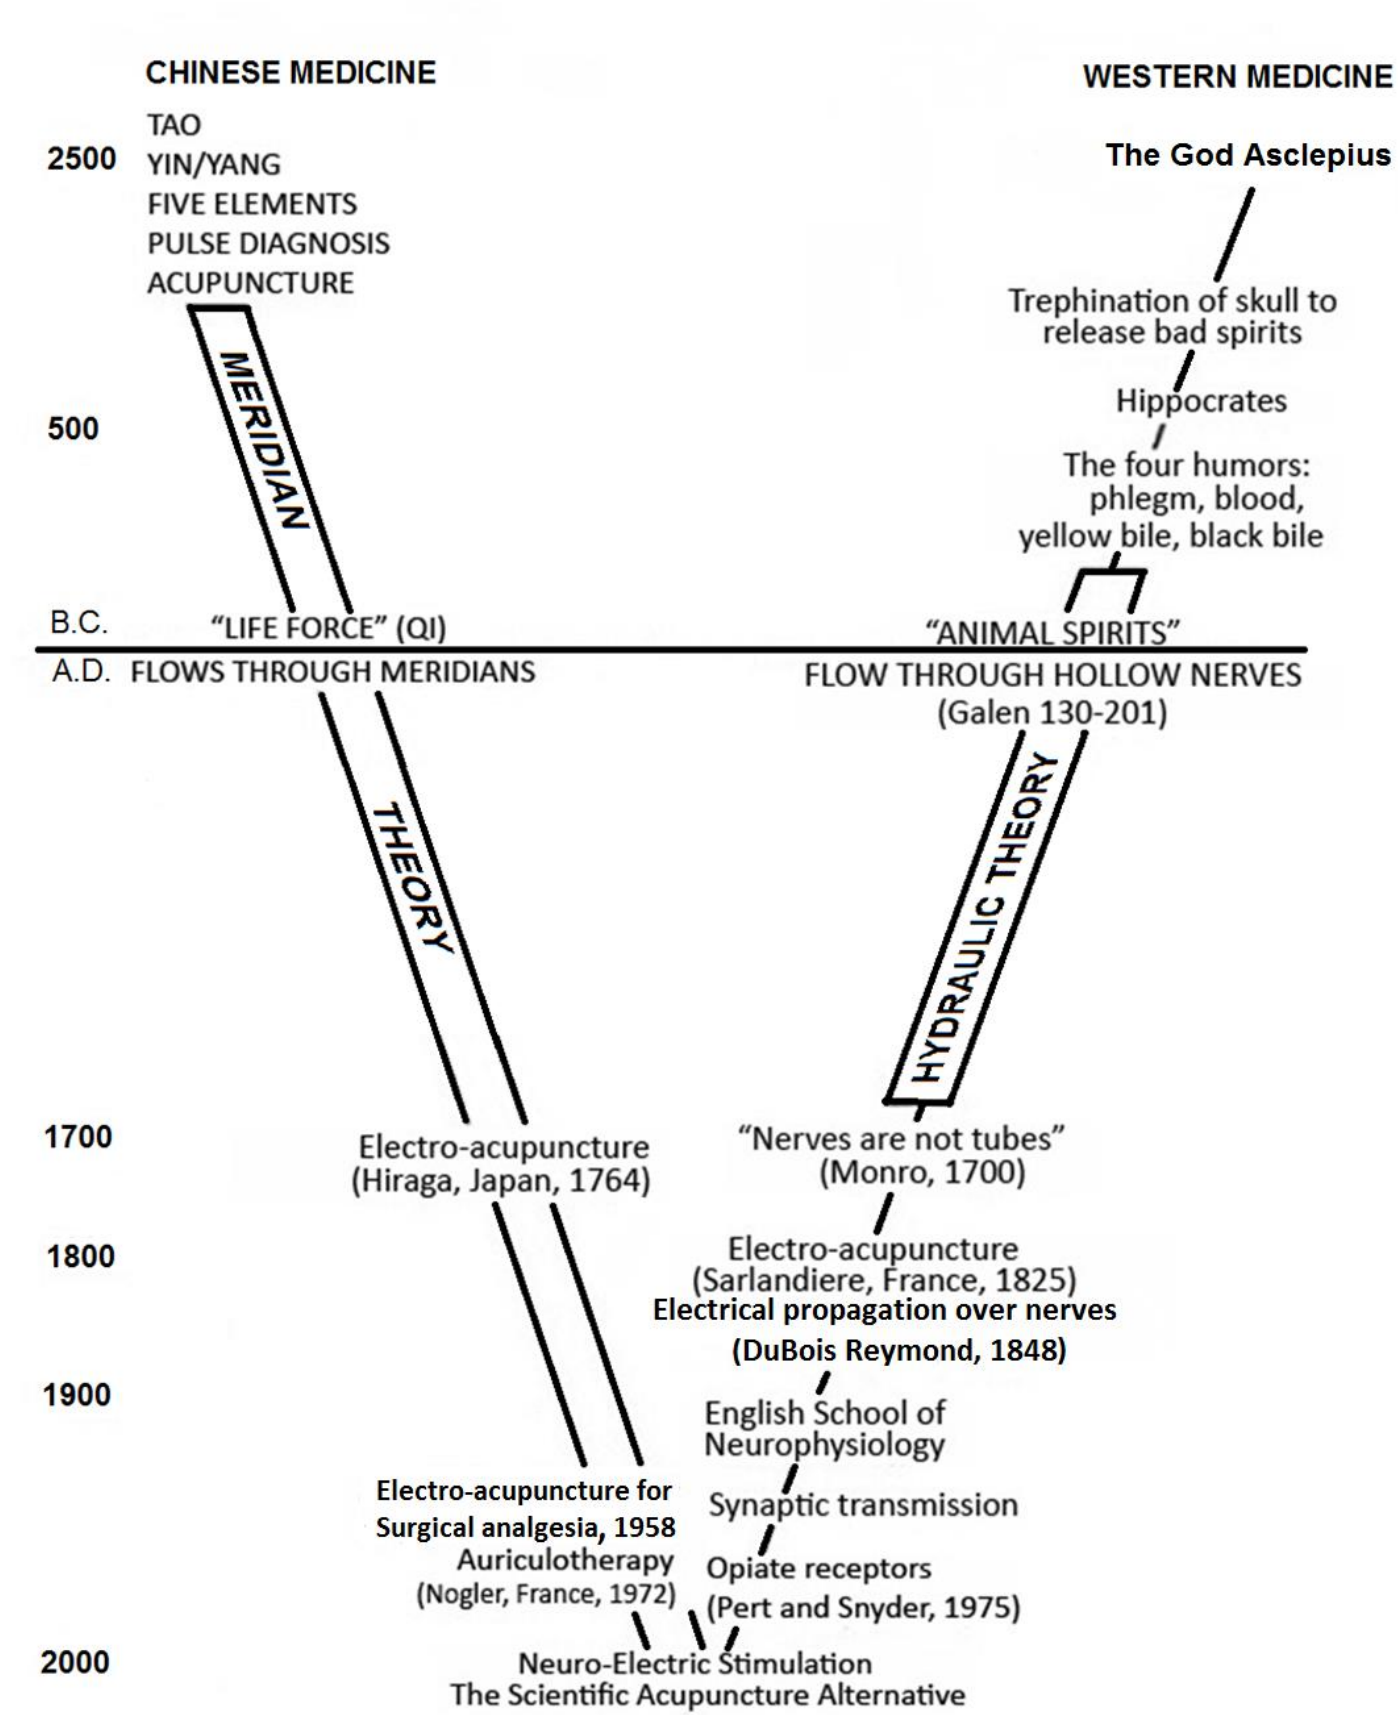 CHINESE MEDICINE
WESTERN MEDICINE
TAO
2500
YIN/YANG
The God Asclepius
FIVE ELEMENTS
PULSE DIAGNOSIS
ACUPUNCTURE
Trephination of skull to
release bad spirits
MERIDIAN
Hippocrates
500
The four humors:
phlegm, blood,
yellow bile, black bile
B.C.
“LIFE FORCE” (QI)
“ANIMAL SPIRITS”
A.D.
FLOWS THROUGH MERIDIANS
FLOW THROUGH HOLLOW NERVES
(Galen 130-201)
THEORY
HYDRAULIC THEORY
1700
Electro-acupuncture
(Hiraga, Japan, 1764)
“Nerves are not tubes”
(Monro, 1700)
1800
Electro-acupuncture
(Sarlandiere, France, 1825)
Electrical propagation over nerves
(DuBois Reymond, 1848)
1900
English School of
Neurophysiology
Electro-acupuncture for
Surgical analgesia, 1958
Synaptic transmission
Auriculotherapy
(Nogler, France, 1972)
Opiate receptors
(Pert and Snyder, 1975)
2000
Neuro-Electric Stimulation
The Scientific Acupuncture Alternative